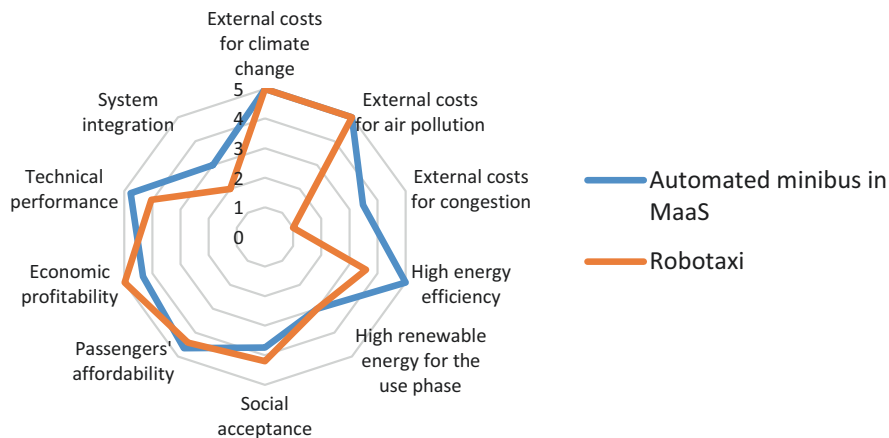 External costs
for climate
change
External costs
for air pollution
External costs
for congestion
High energy
efficiency
High renewable
energy for the
use phase
Social
acceptance
Passengers'
affordability
Economic
profitability
Technical
performance
System
integration
5
4
3
2
1
0
Automated minibus in
MaaS
Robotaxi